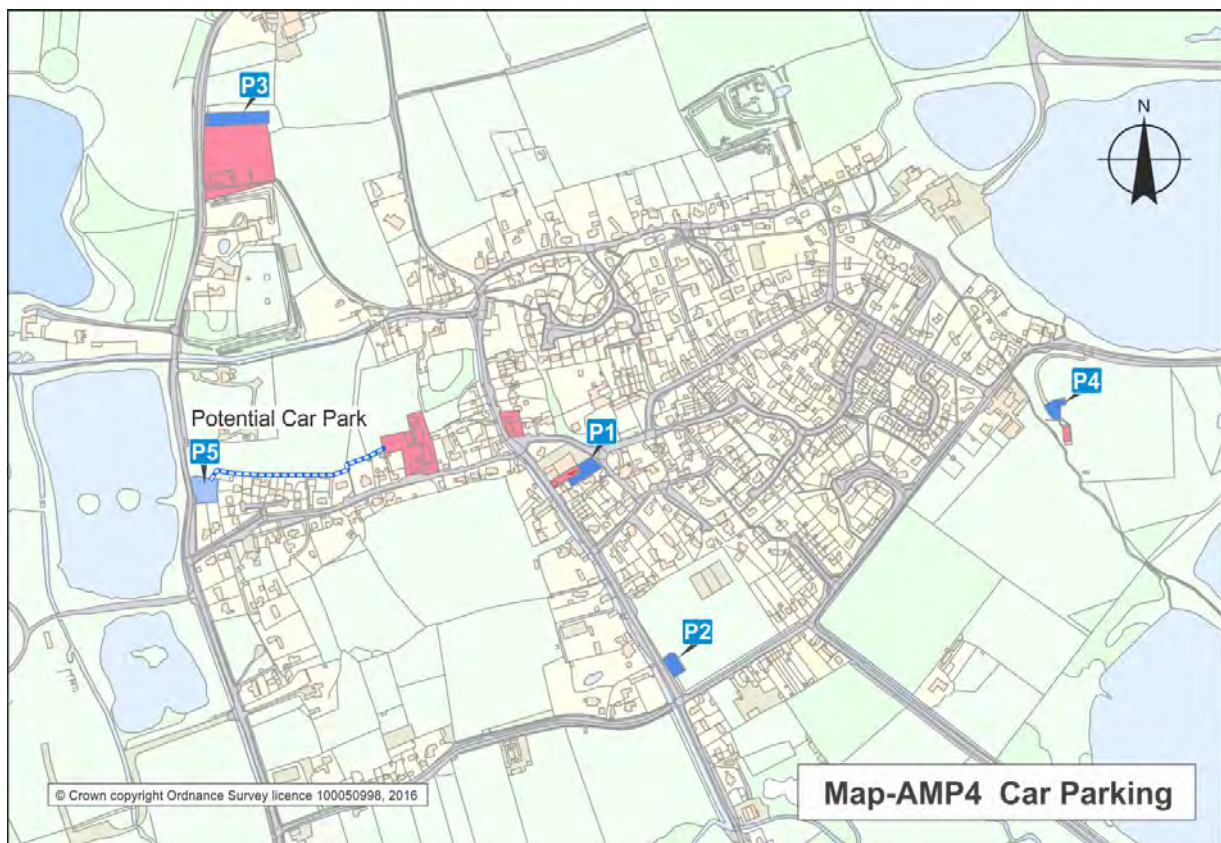 P3
N
P4
Potential Car Park
P5
P1
P2
© Crown copyright Ordnance Survey licence 100050998, 2016
Map-AMP4 Car Parking